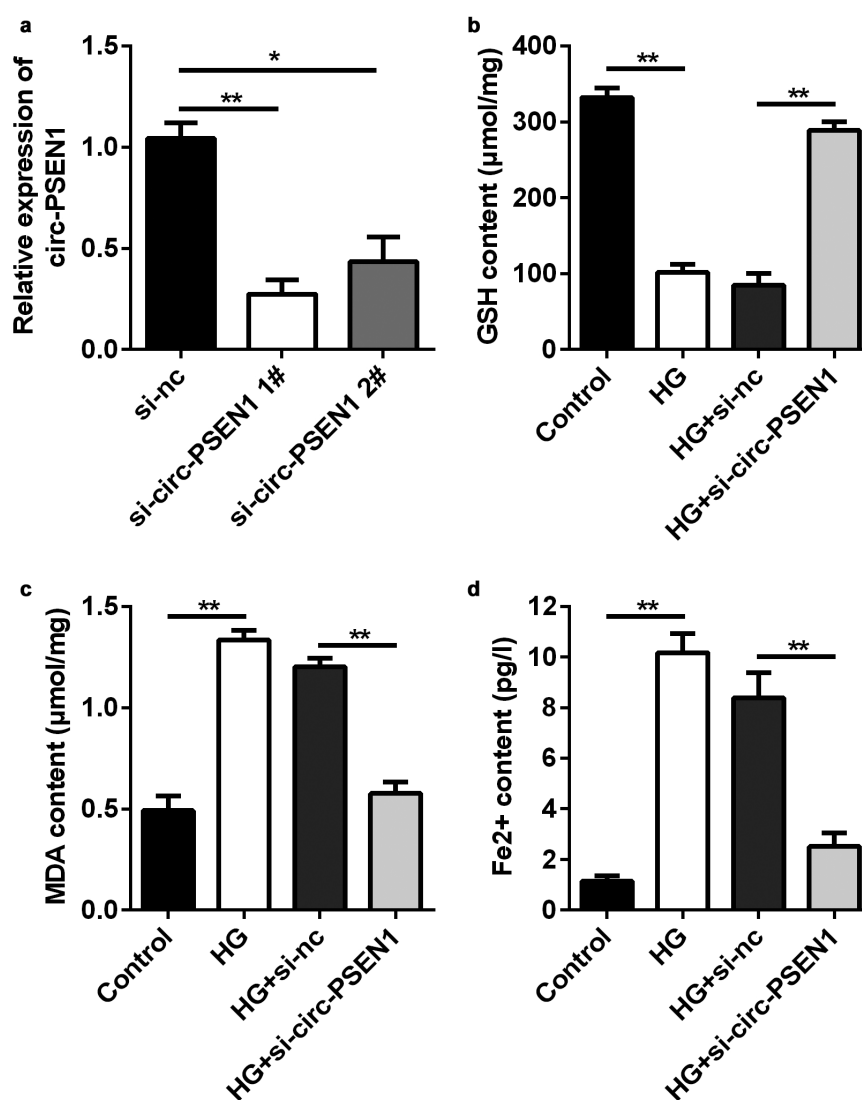 a
Relative expression of
circ-PSEN1
1.5
1.0
0.5
0.0
*
**
si-nc
si-circ-PSEN1 1#
si-circ-PSEN1 2#
b
GSH content (μmol/mg)
400
300
200
100
0
**
**
Control
HG
HG+si-nc
HG+si-circ-PSEN1
c
MDA content (μmol/mg)
1.5
1.0
0.5
0.0
**
**
Control
HG
HG+si-nc
HG+si-circ-PSEN1
d
Fe2+ content (pg/l)
12
10
8
6
4
2
0
**
**
Control
HG
HG+si-nc
HG+si-circ-PSEN1